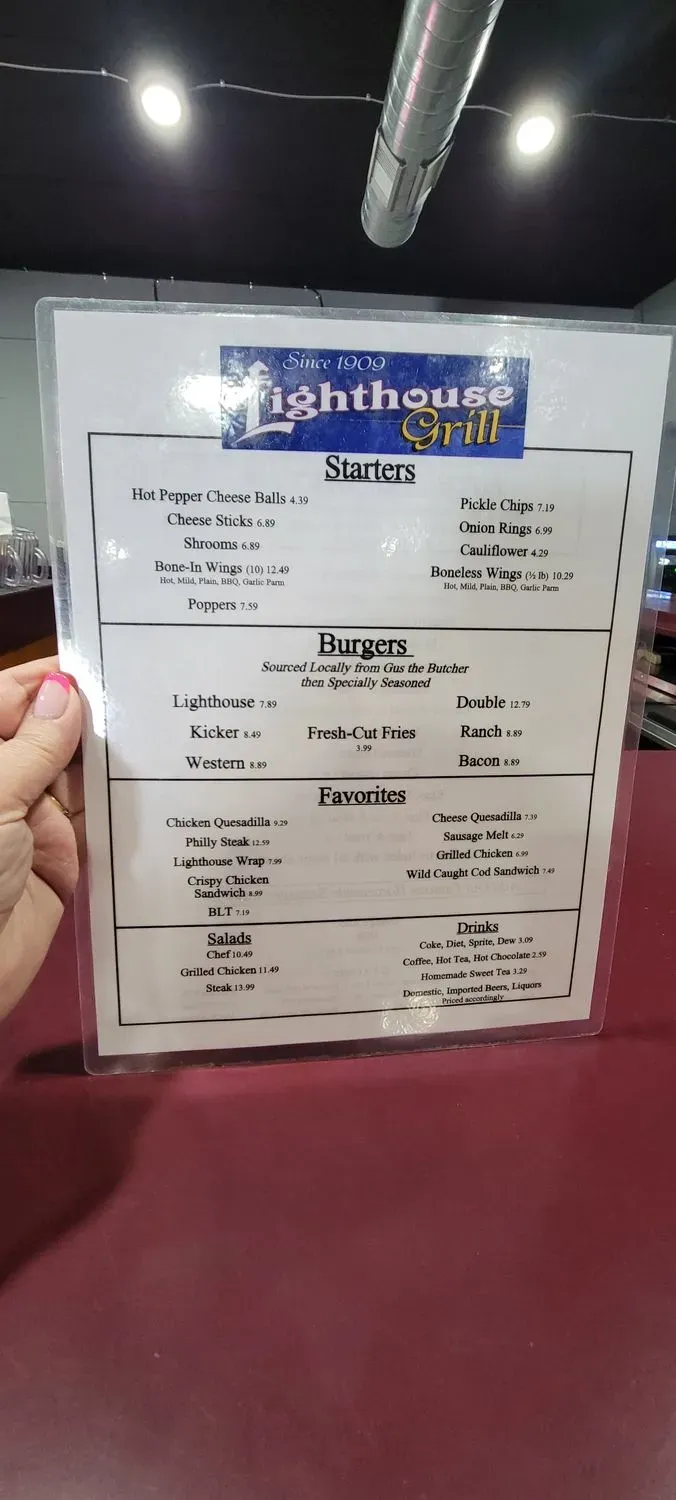 Since 1909
Lighthouse
Grill
Starters
Hot Pepper Cheese Balls 4.39
Cheese Sticks 6.89
Shrooms 6.89
Bone-In Wings (10) 12.49
Hot, Mild, Plain, BBQ, Garlic Parm
Poppers 7.59
Pickle Chips 7.19
Onion Rings 6.99
Cauliflower 4.29
Boneless Wings (½ lb) 10.29
Hot, Mild, Plain, BBQ, Garlic Parm
Burgers
Sourced Locally from Gus the Butcher
then Specially Seasoned
Lighthouse 7.89
Kicker 8.49
Western 8.89
Fresh-Cut Fries
3.99
Double 12.79
Ranch 8.89
Bacon 8.89
Favorites
Chicken Quesadilla 9.29
Philly Steak 12.59
Lighthouse Wrap 7.99
Crispy Chicken
Sandwich 8.99
BLT 7.19
Cheese Quesadilla 7.39
Sausage Melt 6.29
Grilled Chicken 6.99
Wild Caught Cod Sandwich 7.49
Salads
Chef 10.49
Grilled Chicken 11.49
Steak 13.99
Drinks
Coke, Diet, Sprite, Dew 3.09
Coffee, Hot Tea, Hot Chocolate 2.59
Homemade Sweet Tea 3.29
Domestic, Imported Beers, Liquors
Priced accordingly